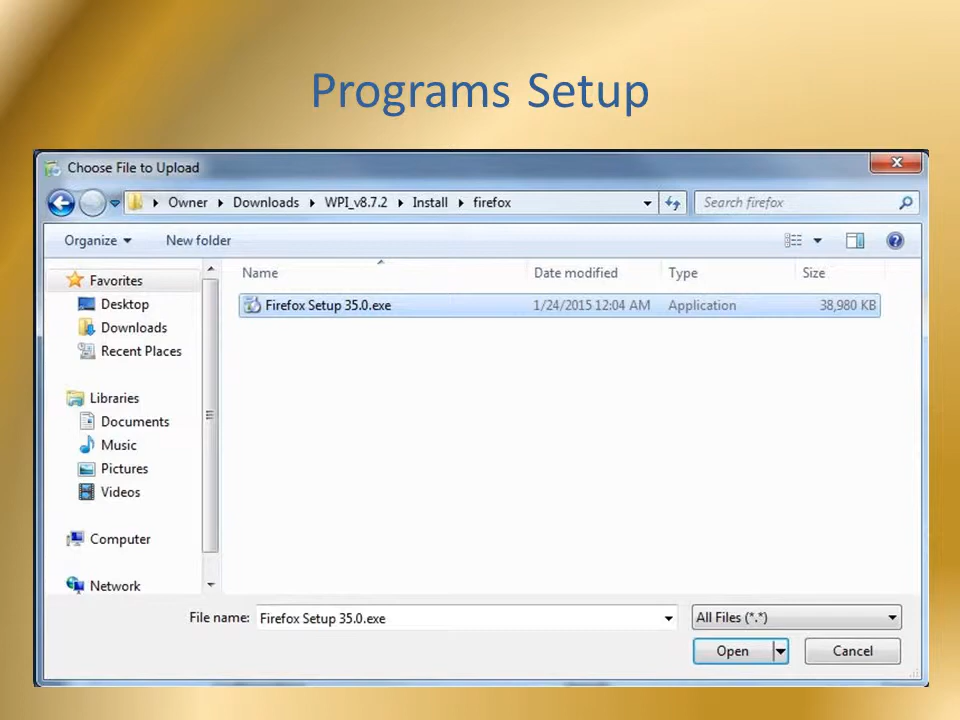 Programs Setup
Choose File to Upload
Owner Downloads WPI_v8.7.2 Install firefox Search firefox
Organize New folder
Name Date modified Type Size
Favorites
Firefox Setup 35.0.exe 1/24/2015 12:04 AM Application 38,980 KB
Desktop
Downloads
Recent Places
Libraries
Documents
Music
Pictures
Videos
Computer
Network
File name: Firefox Setup 35.0.exe All Files (*.*)
Open Cancel